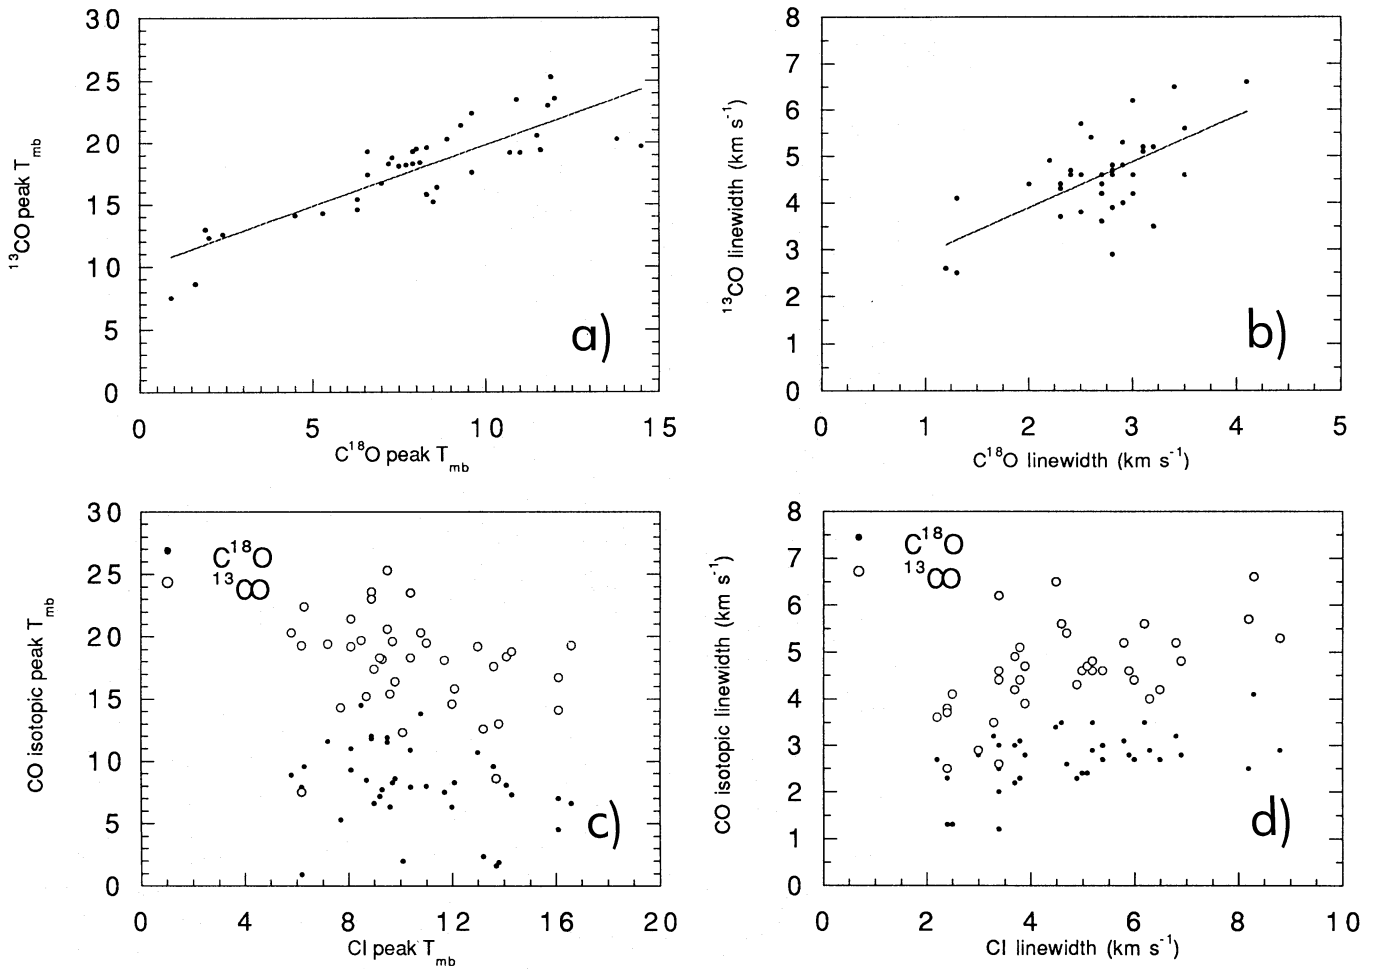 30
25
20
15
10
5
0
¹³CO peak T_mb
a)
0 5 10 15
C¹⁸O peak T_mb
8
7
6
5
4
3
2
1
0
¹³CO linewidth (km s⁻¹)
b)
0 1 2 3 4 5
C¹⁸O linewidth (km s⁻¹)
30
25
20
15
10
5
0
CO isotopic peak T_mb
C¹⁸O
¹³CO
c)
0 4 8 12 16 20
CI peak T_mb
8
7
6
5
4
3
2
1
0
CO isotopic linewidth (km s⁻¹)
C¹⁸O
¹³CO
d)
0 2 4 6 8 10
CI linewidth (km s⁻¹)